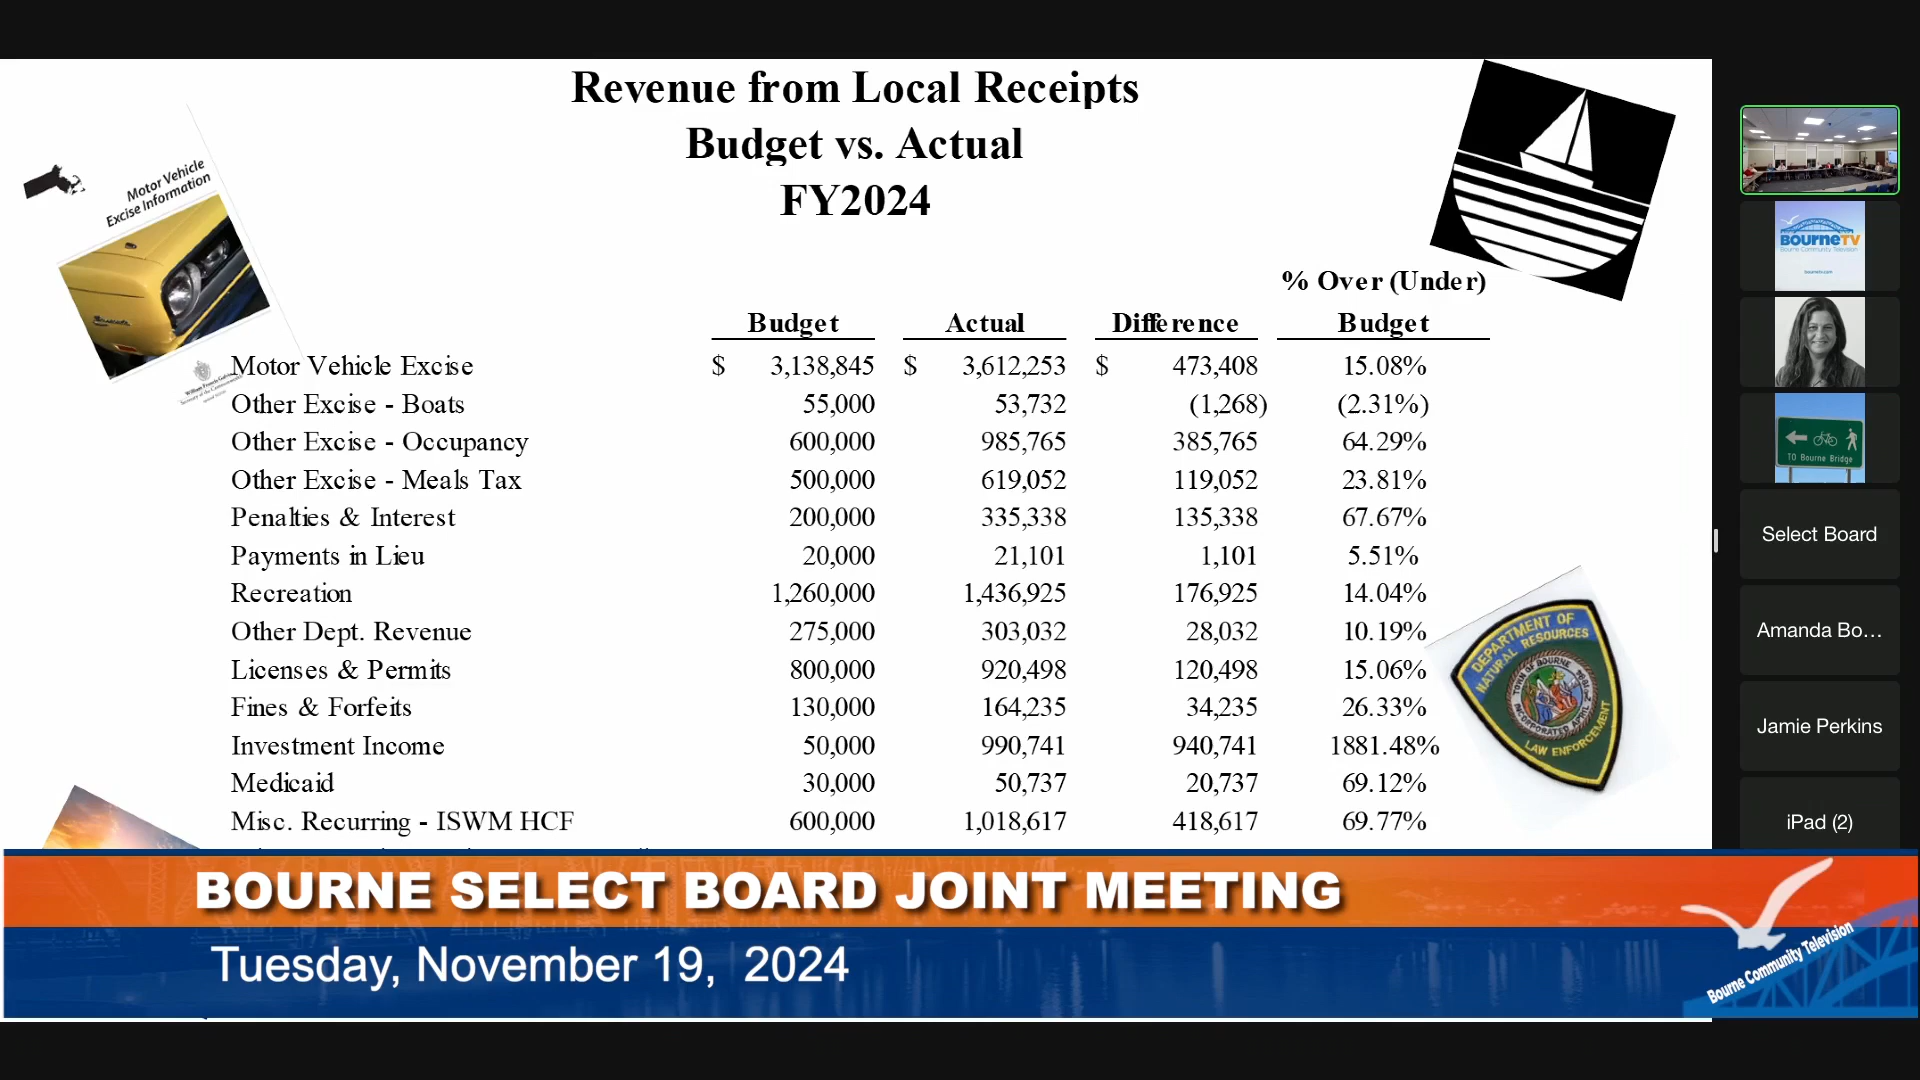 Revenue from Local Receipts
Budget vs. Actual
FY2024
Motor Vehicle
Excise Information
% Over (Under)
Budget Actual Difference Budget
Motor Vehicle Excise $ 3,138,845 $ 3,612,253 $ 473,408 15.08%
Other Excise - Boats 55,000 53,732 (1,268) (2.31%)
Other Excise - Occupancy 600,000 985,765 385,765 64.29%
Other Excise - Meals Tax 500,000 619,052 119,052 23.81%
Penalties & Interest 200,000 335,338 135,338 67.67%
Payments in Lieu 20,000 21,101 1,101 5.51%
Recreation 1,260,000 1,436,925 176,925 14.04%
Other Dept. Revenue 275,000 303,032 28,032 10.19%
Licenses & Permits 800,000 920,498 120,498 15.06%
Fines & Forfeits 130,000 164,235 34,235 26.33%
Investment Income 50,000 990,741 940,741 1881.48%
Medicaid 30,000 50,737 20,737 69.12%
Misc. Recurring - ISWM HCF 600,000 1,018,617 418,617 69.77%
DEPARTMENT OF
NATURAL RESOURCES
TOWN OF BOURNE
LAW ENFORCEMENT
BOURNETV
Bourne Community Television
TO Bourne Bridge
Select Board
Amanda Bo...
Jamie Perkins
iPad (2)
BOURNE SELECT BOARD JOINT MEETING
Tuesday, November 19, 2024
Bourne Community Television